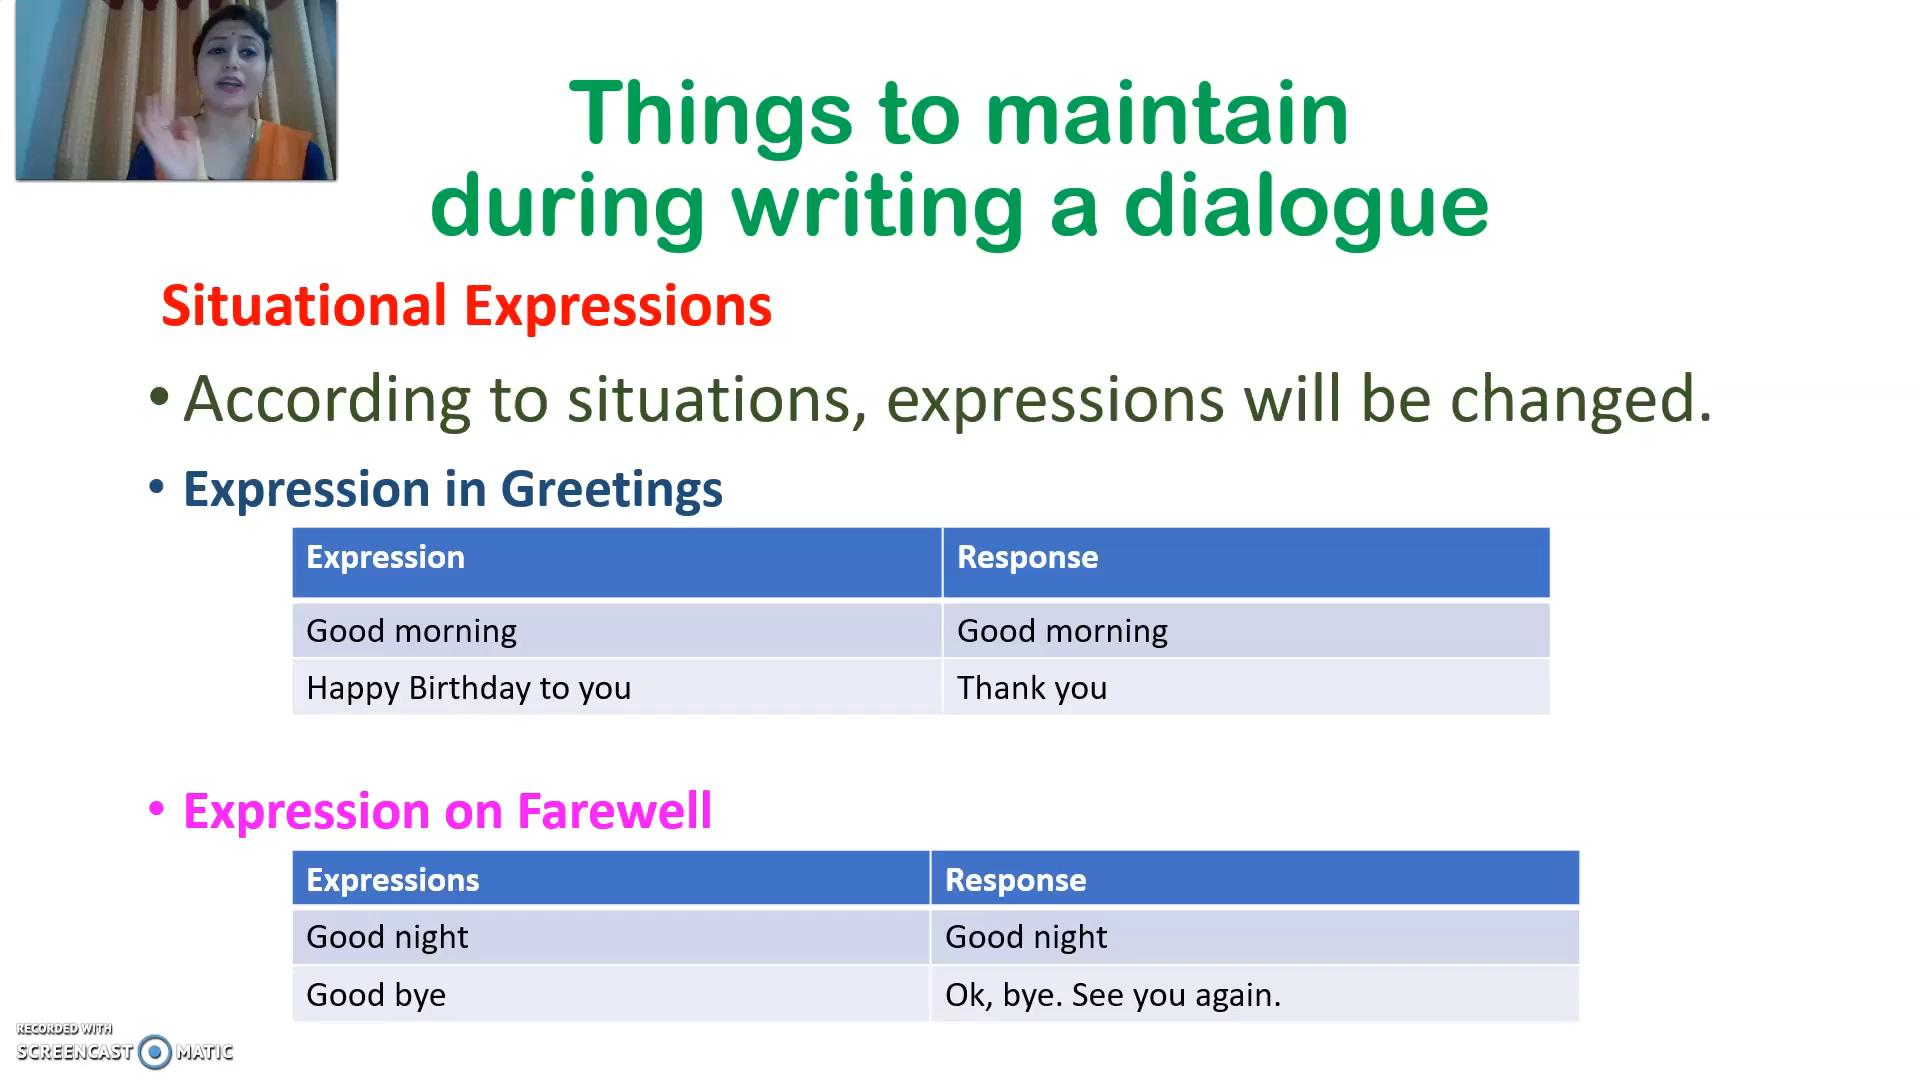 Things to maintain
during writing a dialogue
Situational Expressions
• According to situations, expressions will be changed.
• Expression in Greetings
Expression Response
Good morning Good morning
Happy Birthday to you Thank you
• Expression on Farewell
Expressions Response
Good night Good night
Good bye Ok, bye. See you again.
RECORDED WITH
SCREENCAST MATIC